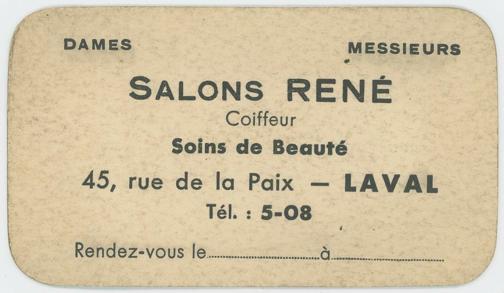 DAMES MESSIEURS
SALONS RENÉ
Coiffeur
Soins de Beauté
45, rue de la Paix — LAVAL
Tél. : 5-08
Rendez-vous le........................à........................